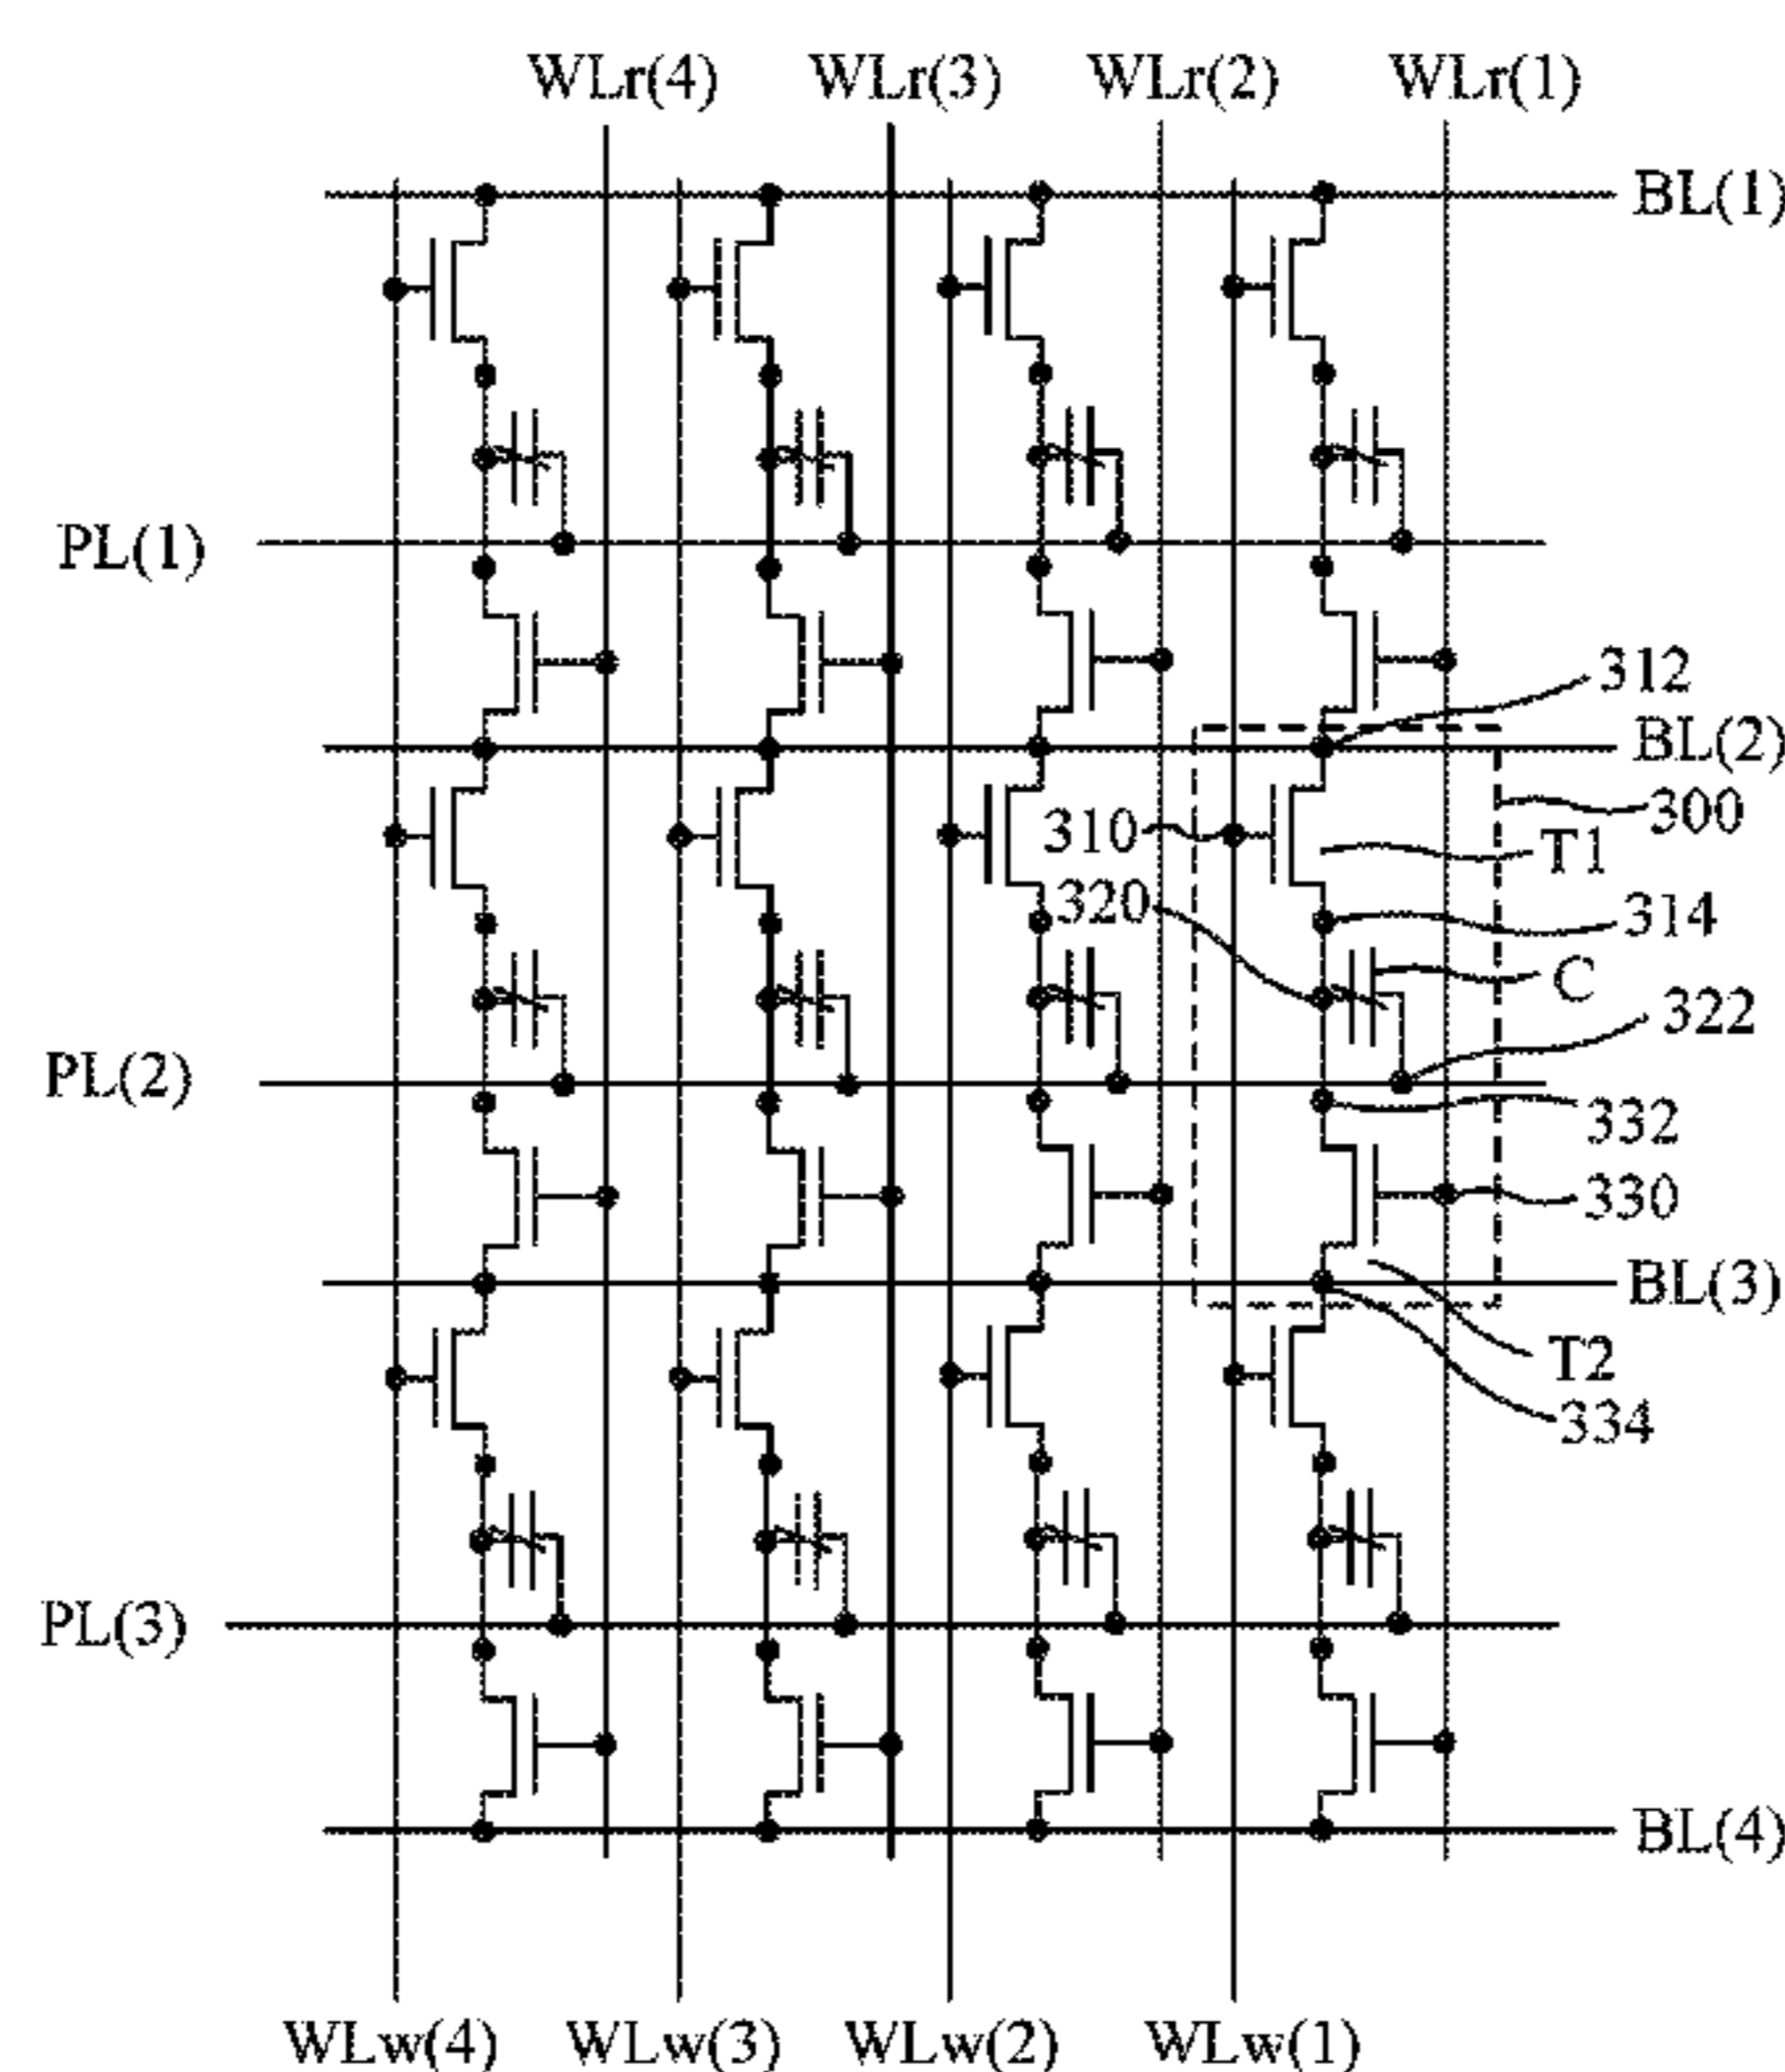 WLr(4) WLr(3) WLr(2) WLr(1)
BL(1)
PL(1)
312
BL(2)
300
310
T1
320
314
C
322
PL(2)
332
330
BL(3)
T2
334
PL(3)
BL(4)
WLw(4) WLw(3) WLw(2) WLw(1)